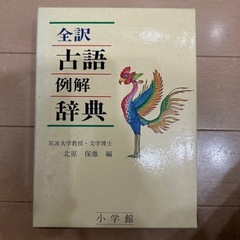 全訳
古語
例解
辞典
筑波大学教授・文学博士
北原 保雄 編
小学館